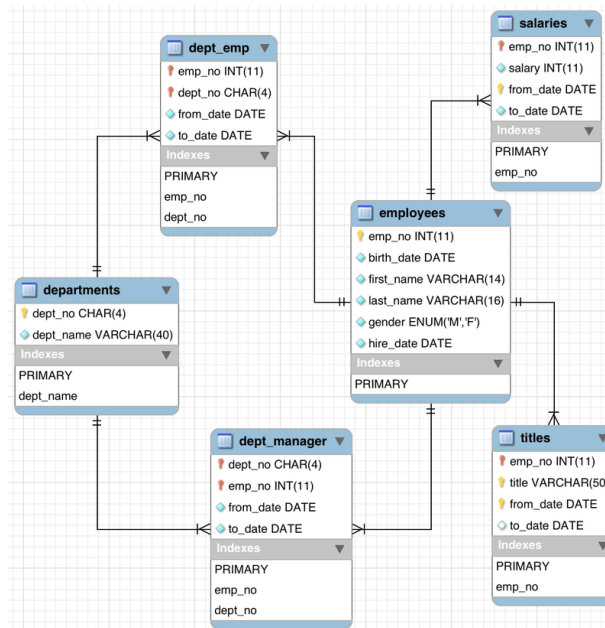 salaries
emp_no INT(11)
salary INT(11)
from_date DATE
to_date DATE
Indexes
PRIMARY
emp_no
dept_emp
emp_no INT(11)
dept_no CHAR(4)
from_date DATE
to_date DATE
Indexes
PRIMARY
emp_no
dept_no
employees
emp_no INT(11)
birth_date DATE
first_name VARCHAR(14)
last_name VARCHAR(16)
gender ENUM('M','F')
hire_date DATE
Indexes
PRIMARY
departments
dept_no CHAR(4)
dept_name VARCHAR(40)
Indexes
PRIMARY
dept_name
dept_manager
dept_no CHAR(4)
emp_no INT(11)
from_date DATE
to_date DATE
Indexes
PRIMARY
emp_no
dept_no
titles
emp_no INT(11)
title VARCHAR(50
from_date DATE
to_date DATE
Indexes
PRIMARY
emp_no